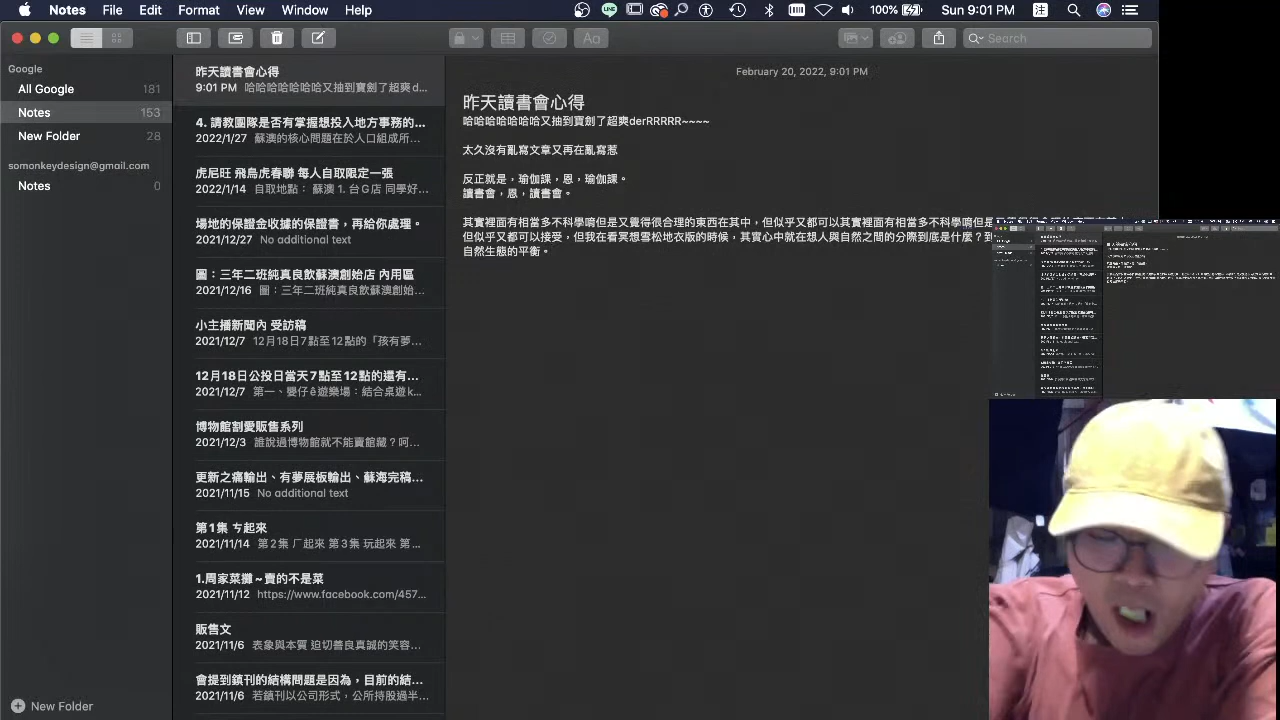 Notes File Edit Format View Window Help
100% Sun 9:01 PM 注
Aa
Search
Google
All Google 181
Notes 153
New Folder 28
somonkeydesign@gmail.com
Notes 0
New Folder
昨天讀書會心得
9:01 PM 哈哈哈哈哈哈哈又抽到寶劍了超爽d…
4. 請教團隊是否有掌握想投入地方事務的…
2022/1/27 蘇澳的核心問題在於人口組成所…
虎尼旺 飛鳥虎春聯 每人自取限定一張
2022/1/14 自取地點： 蘇澳 1. 台G店 同學好…
場地的保證金收據的保證書，再給你處理。
2021/12/27 No additional text
圖：三年二班純真良飲蘇澳創始店 內用區
2021/12/16 圖：三年二班純真良飲蘇澳創始…
小主播新聞內 受訪稿
2021/12/7 12月18日7點至12點的「孩有夢…
12月18日公投日當天7點至12點的還有…
2021/12/7 第一、嬰仔ê遊樂場：結合桌遊k…
博物館割愛販售系列
2021/12/3 誰說過博物館就不能賣館藏？呵…
更新之痛輸出、有夢展板輸出、蘇海完稿…
2021/11/15 No additional text
第1集 ㄘ起來
2021/11/14 第２集 ㄏ起來 第３集 玩起來 第…
1.周家菜攤~賣的不是菜
2021/11/12 https://www.facebook.com/457…
販售文
2021/11/6 表象與本質 迫切善良真誠的笑容…
會提到鎮刊的結構問題是因為，目前的結…
2021/11/6 若鎮刊以公司形式，公所持股過半…
February 20, 2022, 9:01 PM
昨天讀書會心得
哈哈哈哈哈哈哈又抽到寶劍了超爽derRRRRR~~~~
太久沒有亂寫文章又再在亂寫惹
反正就是，瑜伽課，恩，瑜伽課。
讀書會，恩，讀書會。
其實裡面有相當多不科學唷但是又覺得很合理的東西在其中，但似乎又都可以其實裡面有相當多不科學唷但是
但似乎又都可以接受，但我在看冥想雪松地衣版的時候，其實心中就在想人與自然之間的分際到底是什麼？到
自然生態的平衡。